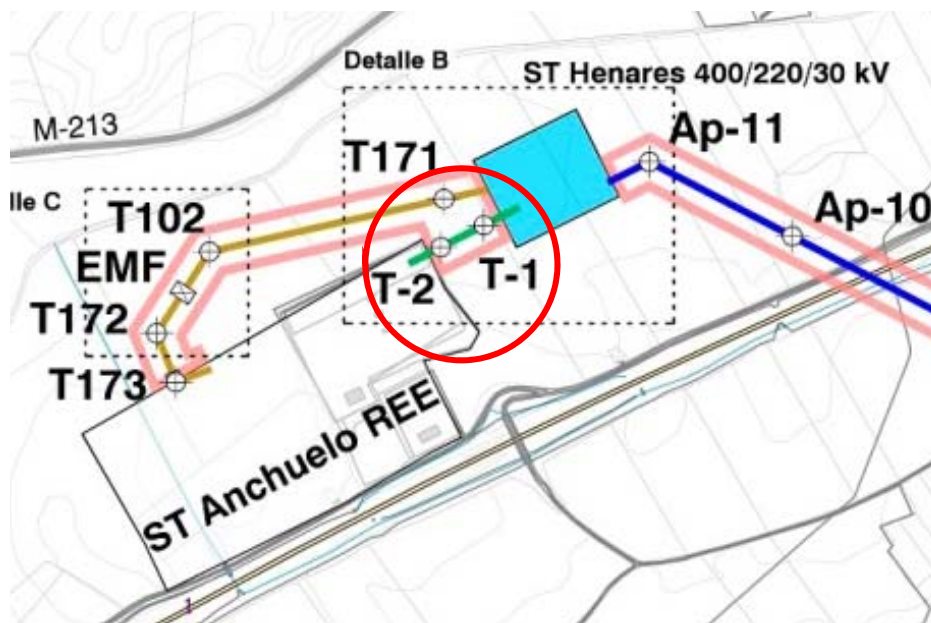 Detalle B
ST Henares 400/220/30 kV
M-213
T171
Ap-11
lle C
T102
Ap-10
EMF
T-2
T-1
T172
T173
ST Anchuelo REE
1